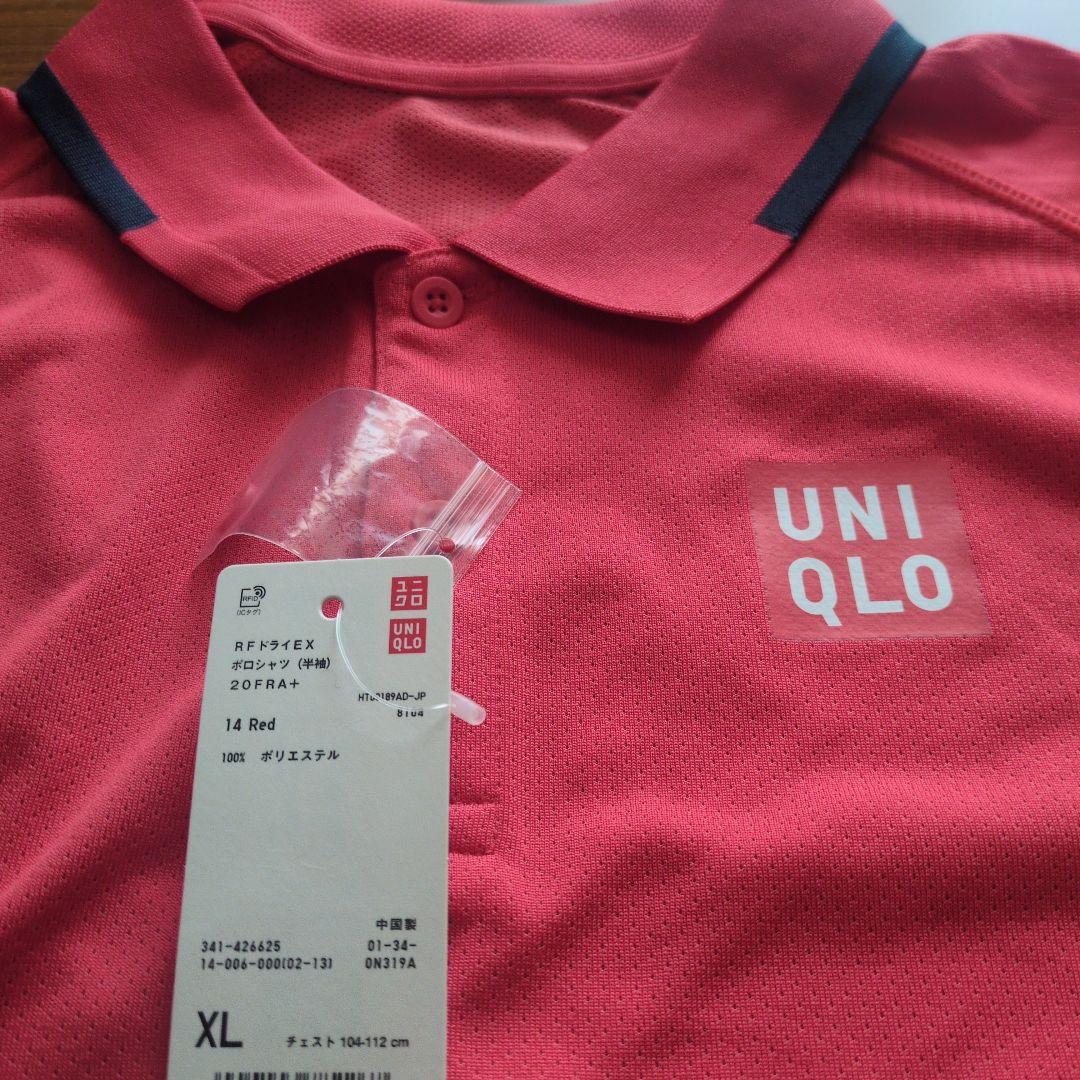 UNI
QLO
RFID
(ICタグ)
ユニ
クロ
UNI
QLO
RFドライEX
ポロシャツ (半袖)
20FRA+
HT00189AD-JP
8104
14 Red
100% ポリエステル
中国製
341-426625 01-34-
14-006-000(02-13) 0N319A
XL チェスト 104-112 cm